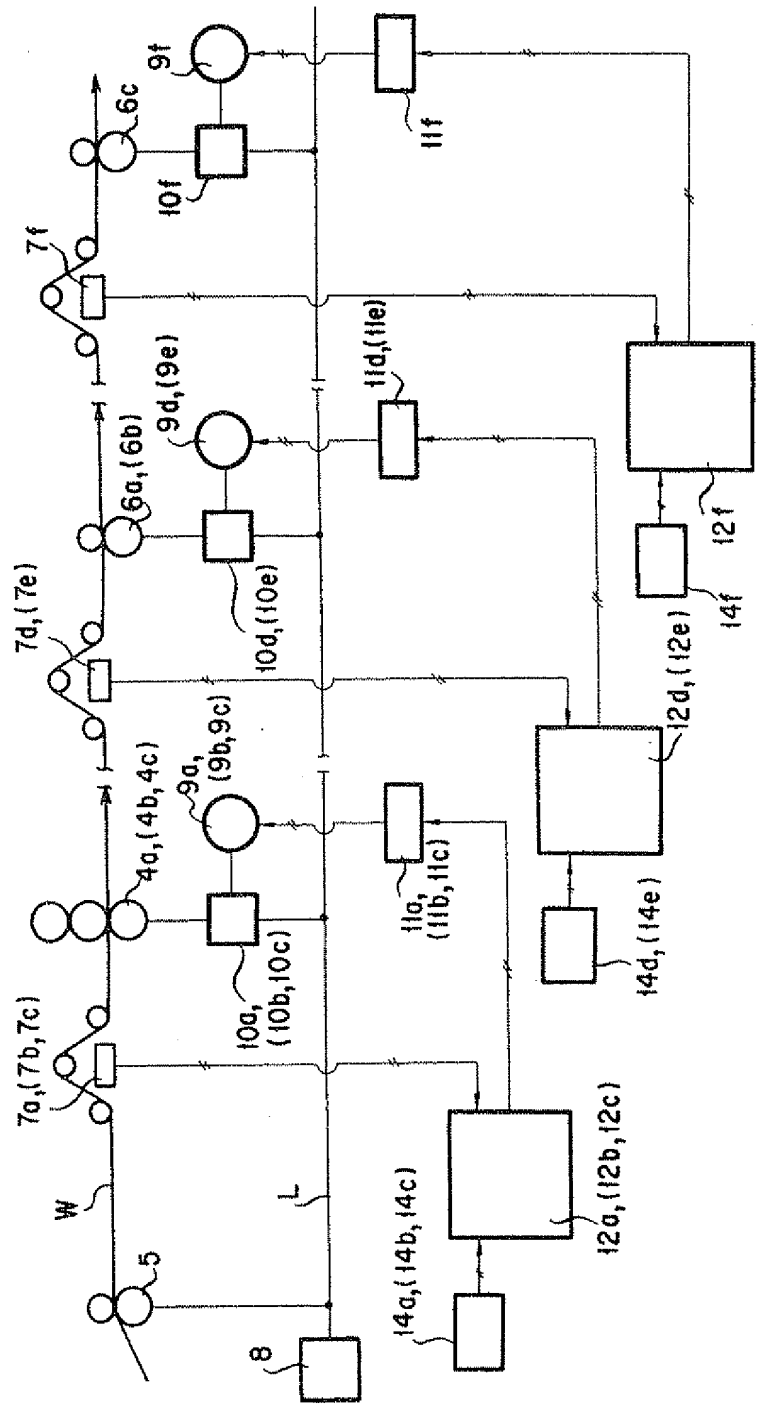 5
W
7a,(7b,7c)
4a,(4b,4c)
7d,(7e)
6a,(6b)
7f
6c
8
L
10a,
(10b,10c)
9a,
(9b,9c)
10d,(10e)
9d,(9e)
10f
9f
11a,
(11b,11c)
11d,(11e)
11f
14a,(14b,14c)
12a,(12b,12c)
14d,(14e)
12d,(12e)
14f
12f